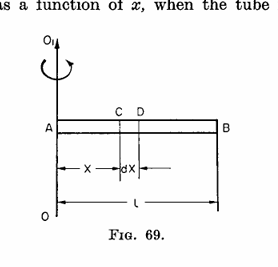 as a function of x, when the tube
O₁
C D
A B
x dx
l
O
FIG. 69.